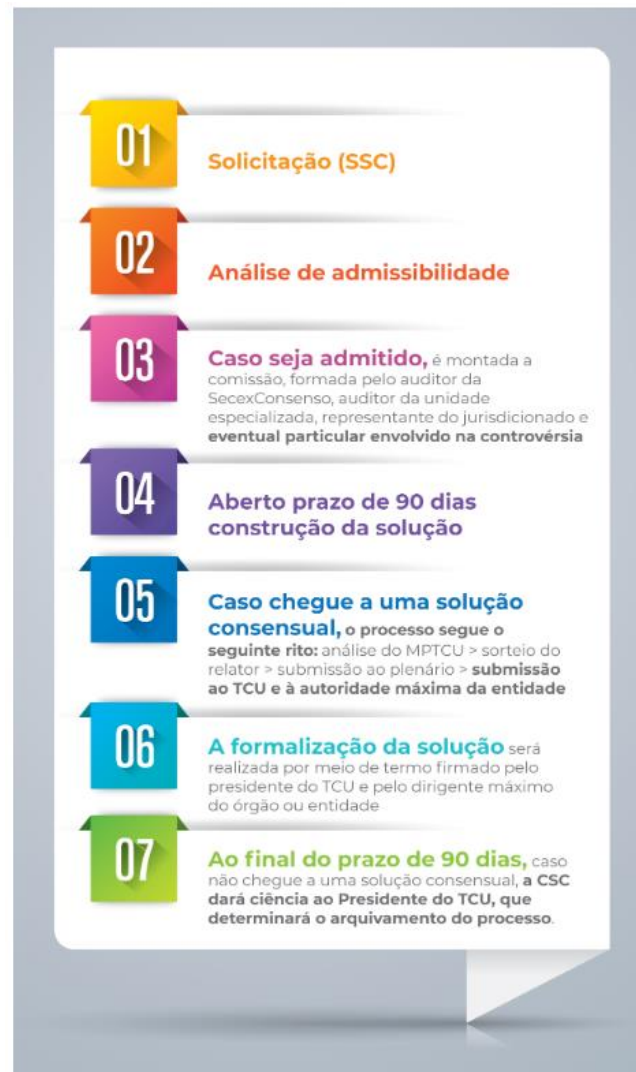 01
Solicitação (SSC)
02
Análise de admissibilidade
03
Caso seja admitido, é montada a
comissão, formada pelo auditor da
SecexConsenso, auditor da unidade
especializada, representante do jurisdicionado e
eventual particular envolvido na controvérsia
04
Aberto prazo de 90 dias
construção da solução
05
Caso chegue a uma solução
consensual, o processo segue o
seguinte rito: análise do MPTCU > sorteio do
relator > submissão ao plenário > submissão
ao TCU e à autoridade máxima da entidade
06
A formalização da solução será
realizada por meio de termo firmado pelo
presidente do TCU e pelo dirigente máximo
do órgão ou entidade
07
Ao final do prazo de 90 dias, caso
não chegue a uma solução consensual, a CSC
dará ciência ao Presidente do TCU, que
determinará o arquivamento do processo.